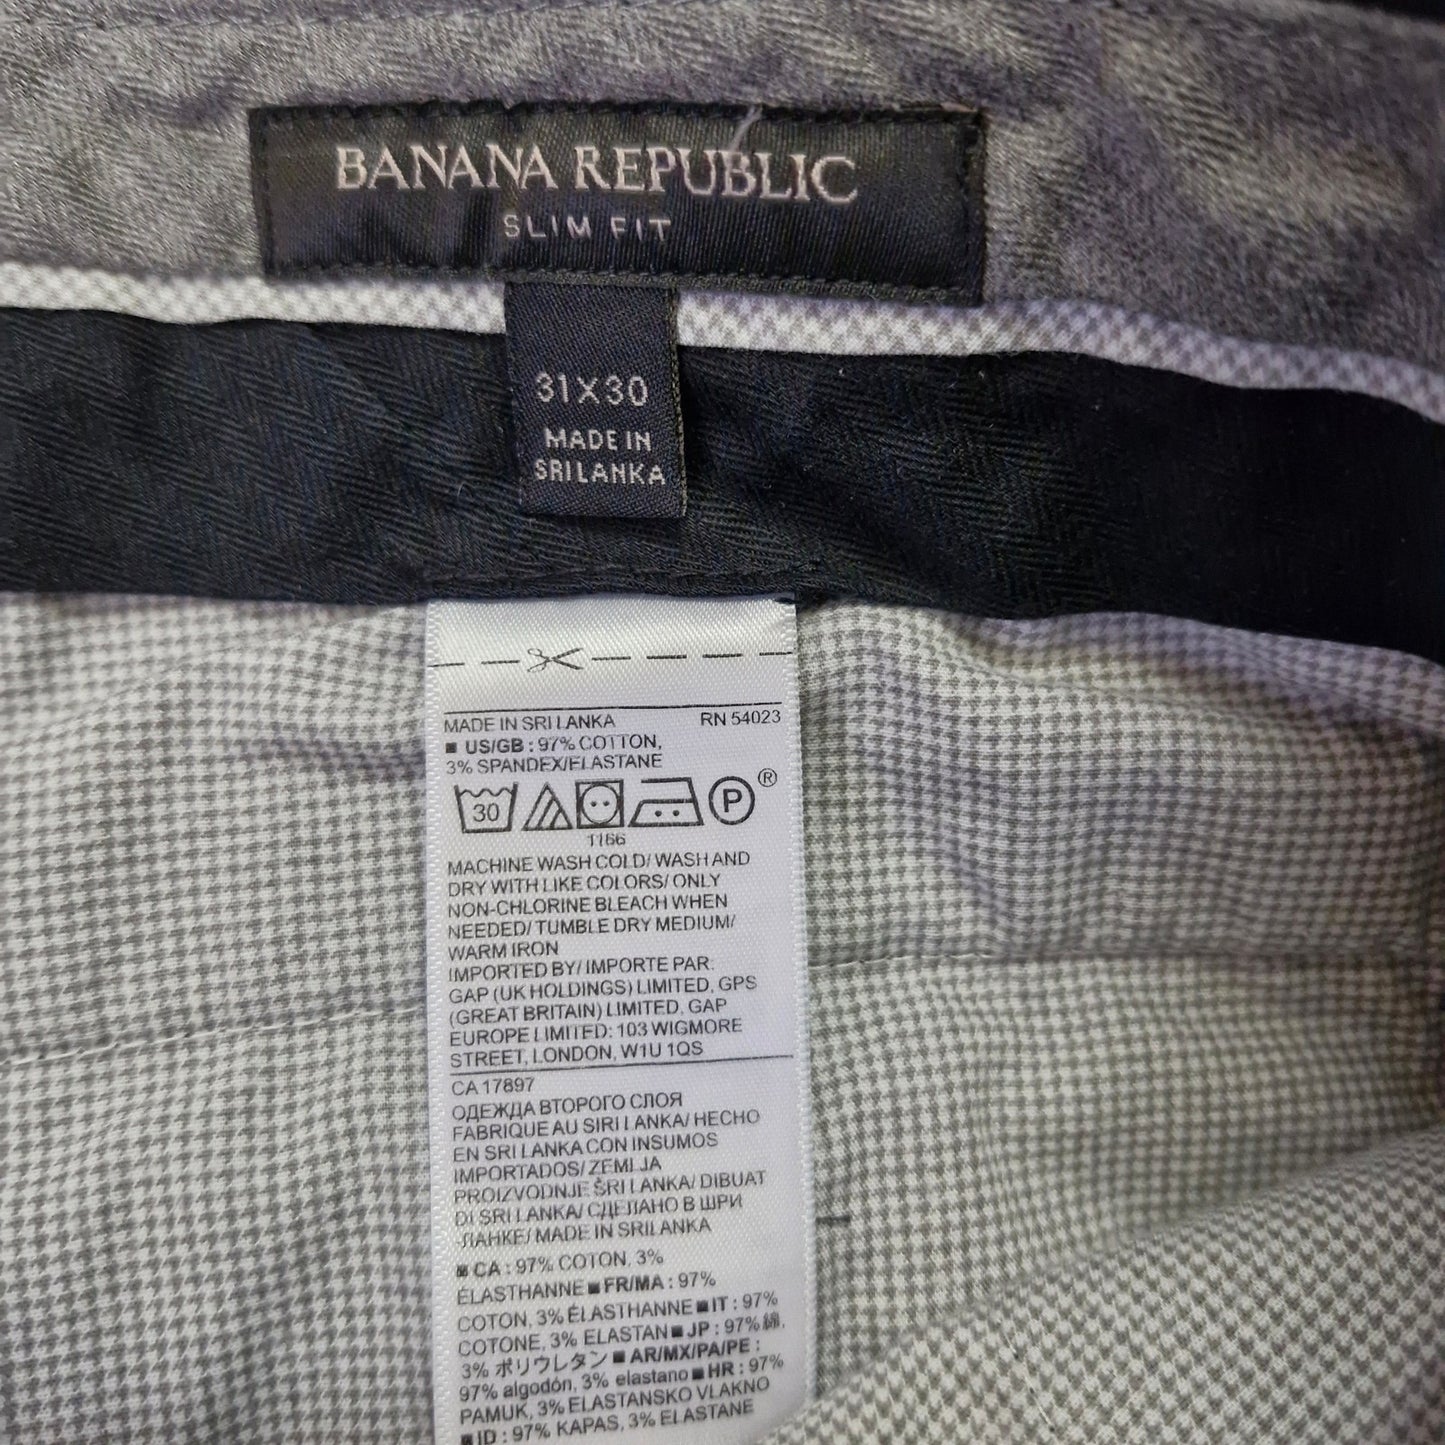 BANANA REPUBLIC
SLIM FIT
31X30
MADE IN
SRI LANKA
MADE IN SRI LANKA RN 54023
■ US/GB : 97% COTTON,
3% SPANDEX/ELASTANE
30 P ®
1166
MACHINE WASH COLD/ WASH AND
DRY WITH LIKE COLORS/ ONLY
NON-CHLORINE BLEACH WHEN
NEEDED/ TUMBLE DRY MEDIUM/
WARM IRON
IMPORTED BY/ IMPORTE PAR:
GAP (UK HOLDINGS) LIMITED, GPS
(GREAT BRITAIN) LIMITED, GAP
EUROPE LIMITED: 103 WIGMORE
STREET, LONDON, W1U 1QS
CA 17897
ОДЕЖДА ВТОРОГО СЛОЯ
FABRIQUE AU SIRI LANKA/ HECHO
EN SRI LANKA CON INSUMOS
IMPORTADOS/ ZEMLJA
PROIZVODNJE ŠRI LANKA/ DIBUAT
DI SRI LANKA/ СДЕЛАНО В ШРИ
-ЛАНКЕ/ MADE IN SRILANKA
■ CA : 97% COTON, 3%
ÉLASTHANNE ■ FR/MA : 97%
COTON, 3% ÉLASTHANNE ■ IT : 97%
COTONE, 3% ELASTAN ■ JP : 97% 綿,
3% ポリウレタン ■ AR/MX/PA/PE :
97% algodón, 3% elastano ■ HR : 97%
PAMUK, 3% ELASTANSKO VLAKNO
■ ID : 97% KAPAS, 3% ELASTANE